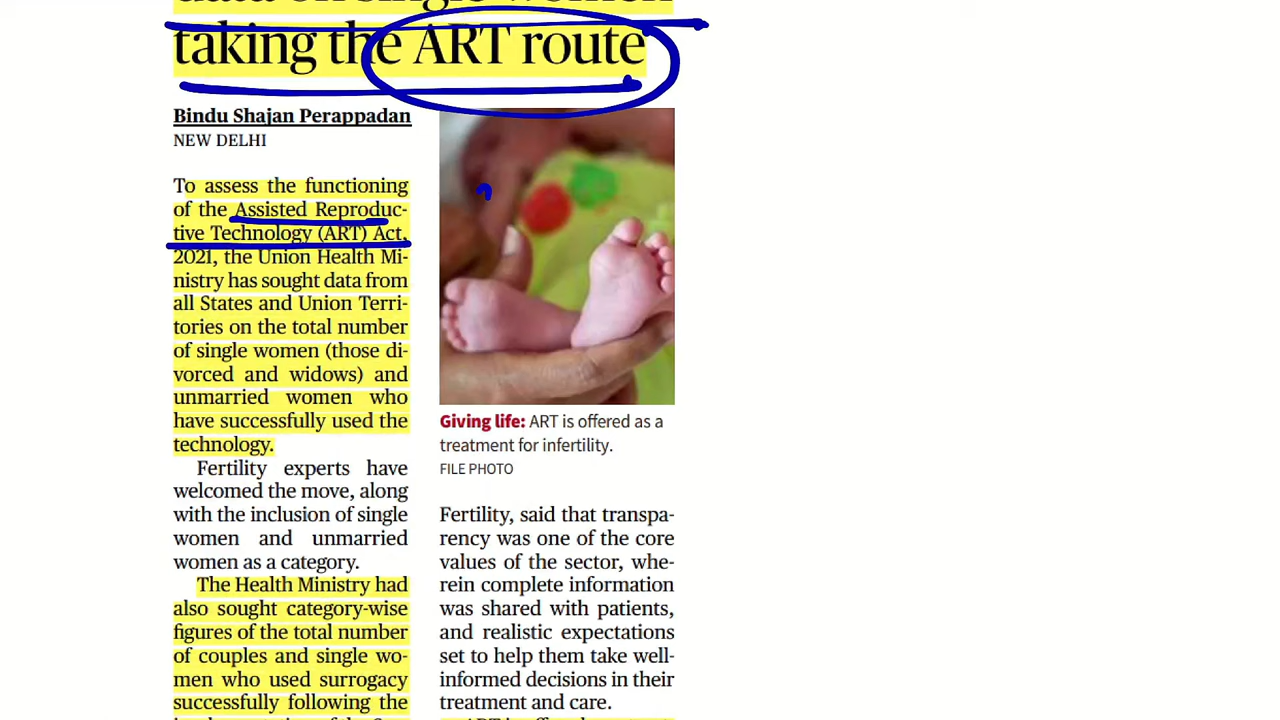 data on single women
taking the ART route
Bindu Shajan Perappadan
NEW DELHI
To assess the functioning
of the Assisted Reproduc-
tive Technology (ART) Act,
2021, the Union Health Mi-
nistry has sought data from
all States and Union Terri-
tories on the total number
of single women (those di-
vorced and widows) and
unmarried women who
have successfully used the
technology.
Fertility experts have
welcomed the move, along
with the inclusion of single
women and unmarried
women as a category.
The Health Ministry had
also sought category-wise
figures of the total number
of couples and single wo-
men who used surrogacy
successfully following the
Giving life: ART is offered as a
treatment for infertility.
FILE PHOTO
Fertility, said that transpa-
rency was one of the core
values of the sector, whe-
rein complete information
was shared with patients,
and realistic expectations
set to help them take well-
informed decisions in their
treatment and care.